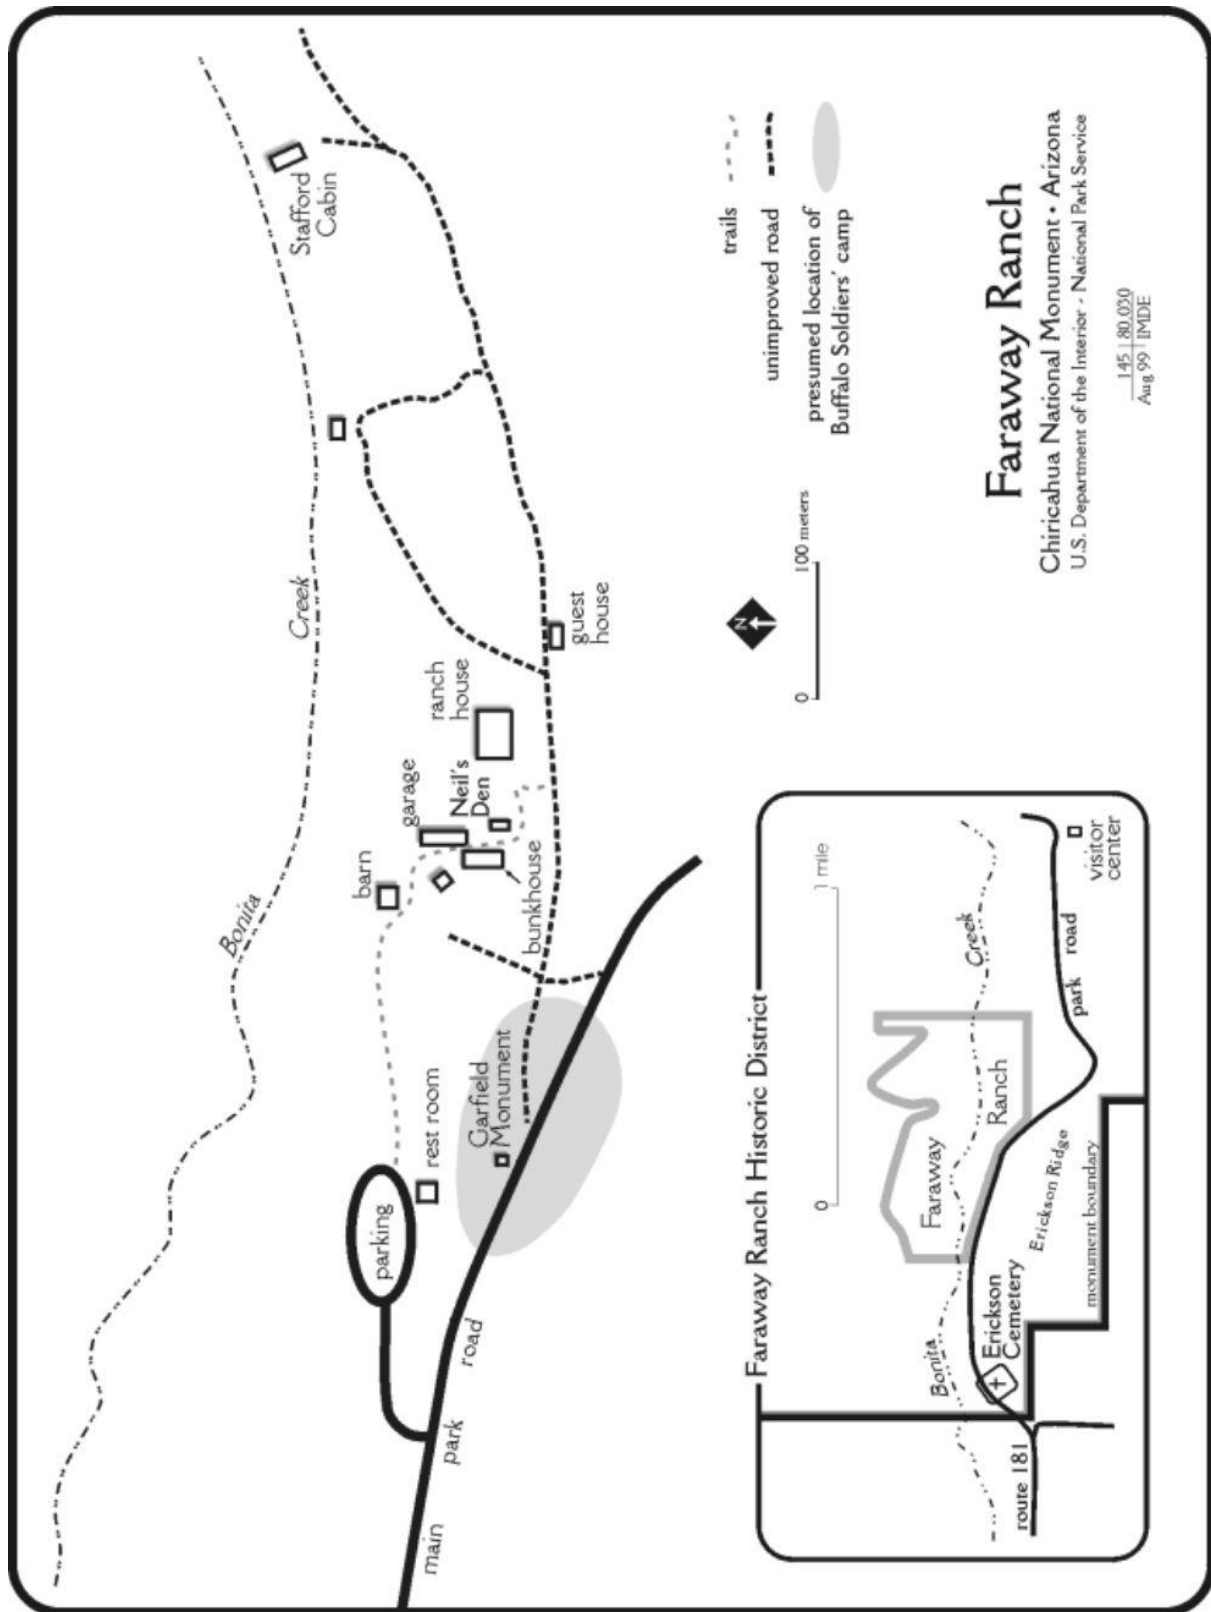 Bonita
Creek
Stafford
Cabin
barn
garage
Neil's
Den
ranch
house
bunkhouse
guest
house
parking
rest room
Garfield
Monument
main
park
road
trails
unimproved road
presumed location of
Buffalo Soldiers' camp
N
0
100 meters
Faraway Ranch
Chiricahua National Monument • Arizona
U.S. Department of the Interior - National Park Service
145 | 80,030
Aug 99 | IMDE
Faraway Ranch Historic District
0
1 mile
Bonita
Creek
Faraway
Ranch
Erickson
Cemetery
Erickson Ridge
monument boundary
route 181
park
road
visitor
center